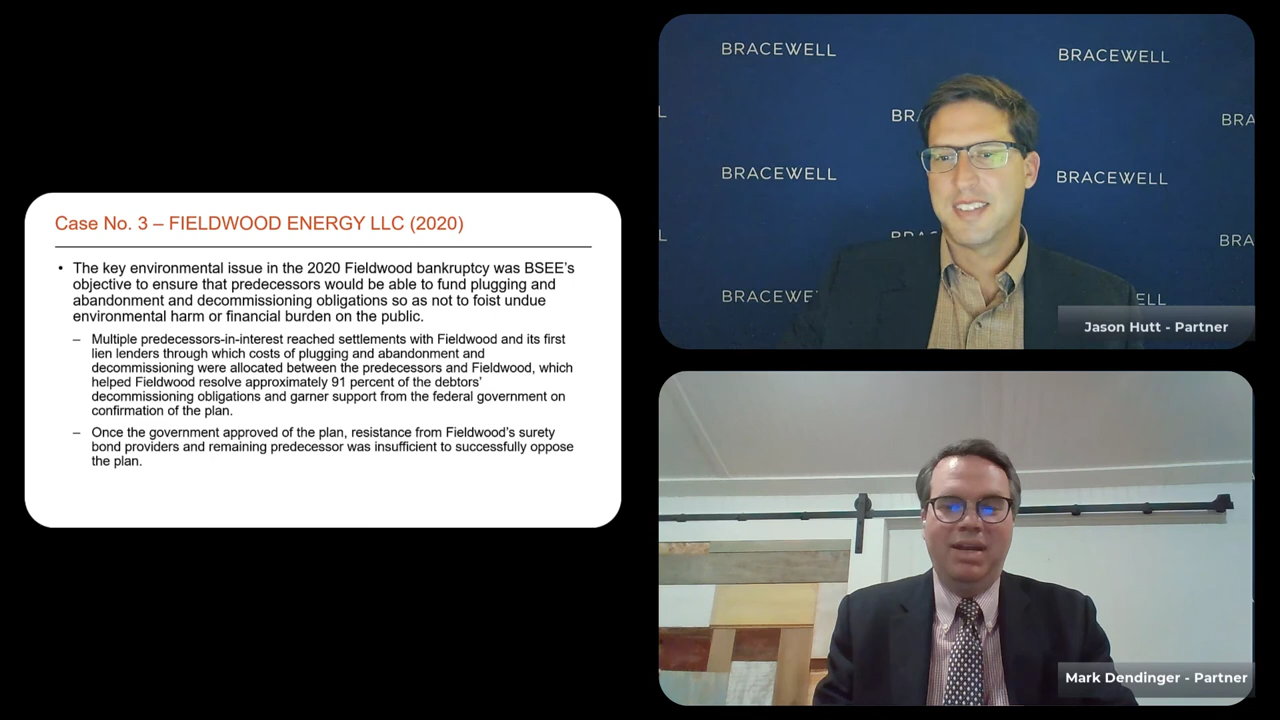 Case No. 3 – FIELDWOOD ENERGY LLC (2020)
• The key environmental issue in the 2020 Fieldwood bankruptcy was BSEE's
objective to ensure that predecessors would be able to fund plugging and
abandonment and decommissioning obligations so as not to foist undue
environmental harm or financial burden on the public.
– Multiple predecessors-in-interest reached settlements with Fieldwood and its first
lien lenders through which costs of plugging and abandonment and
decommissioning were allocated between the predecessors and Fieldwood, which
helped Fieldwood resolve approximately 91 percent of the debtors'
decommissioning obligations and garner support from the federal government on
confirmation of the plan.
– Once the government approved of the plan, resistance from Fieldwood's surety
bond providers and remaining predecessor was insufficient to successfully oppose
the plan.
BRACEWELL BRACEWELL
L BRA BRA
BRACEWELL BRACEWELL
L BRA
BRACEWE ELL
Jason Hutt - Partner
Mark Dendinger - Partner